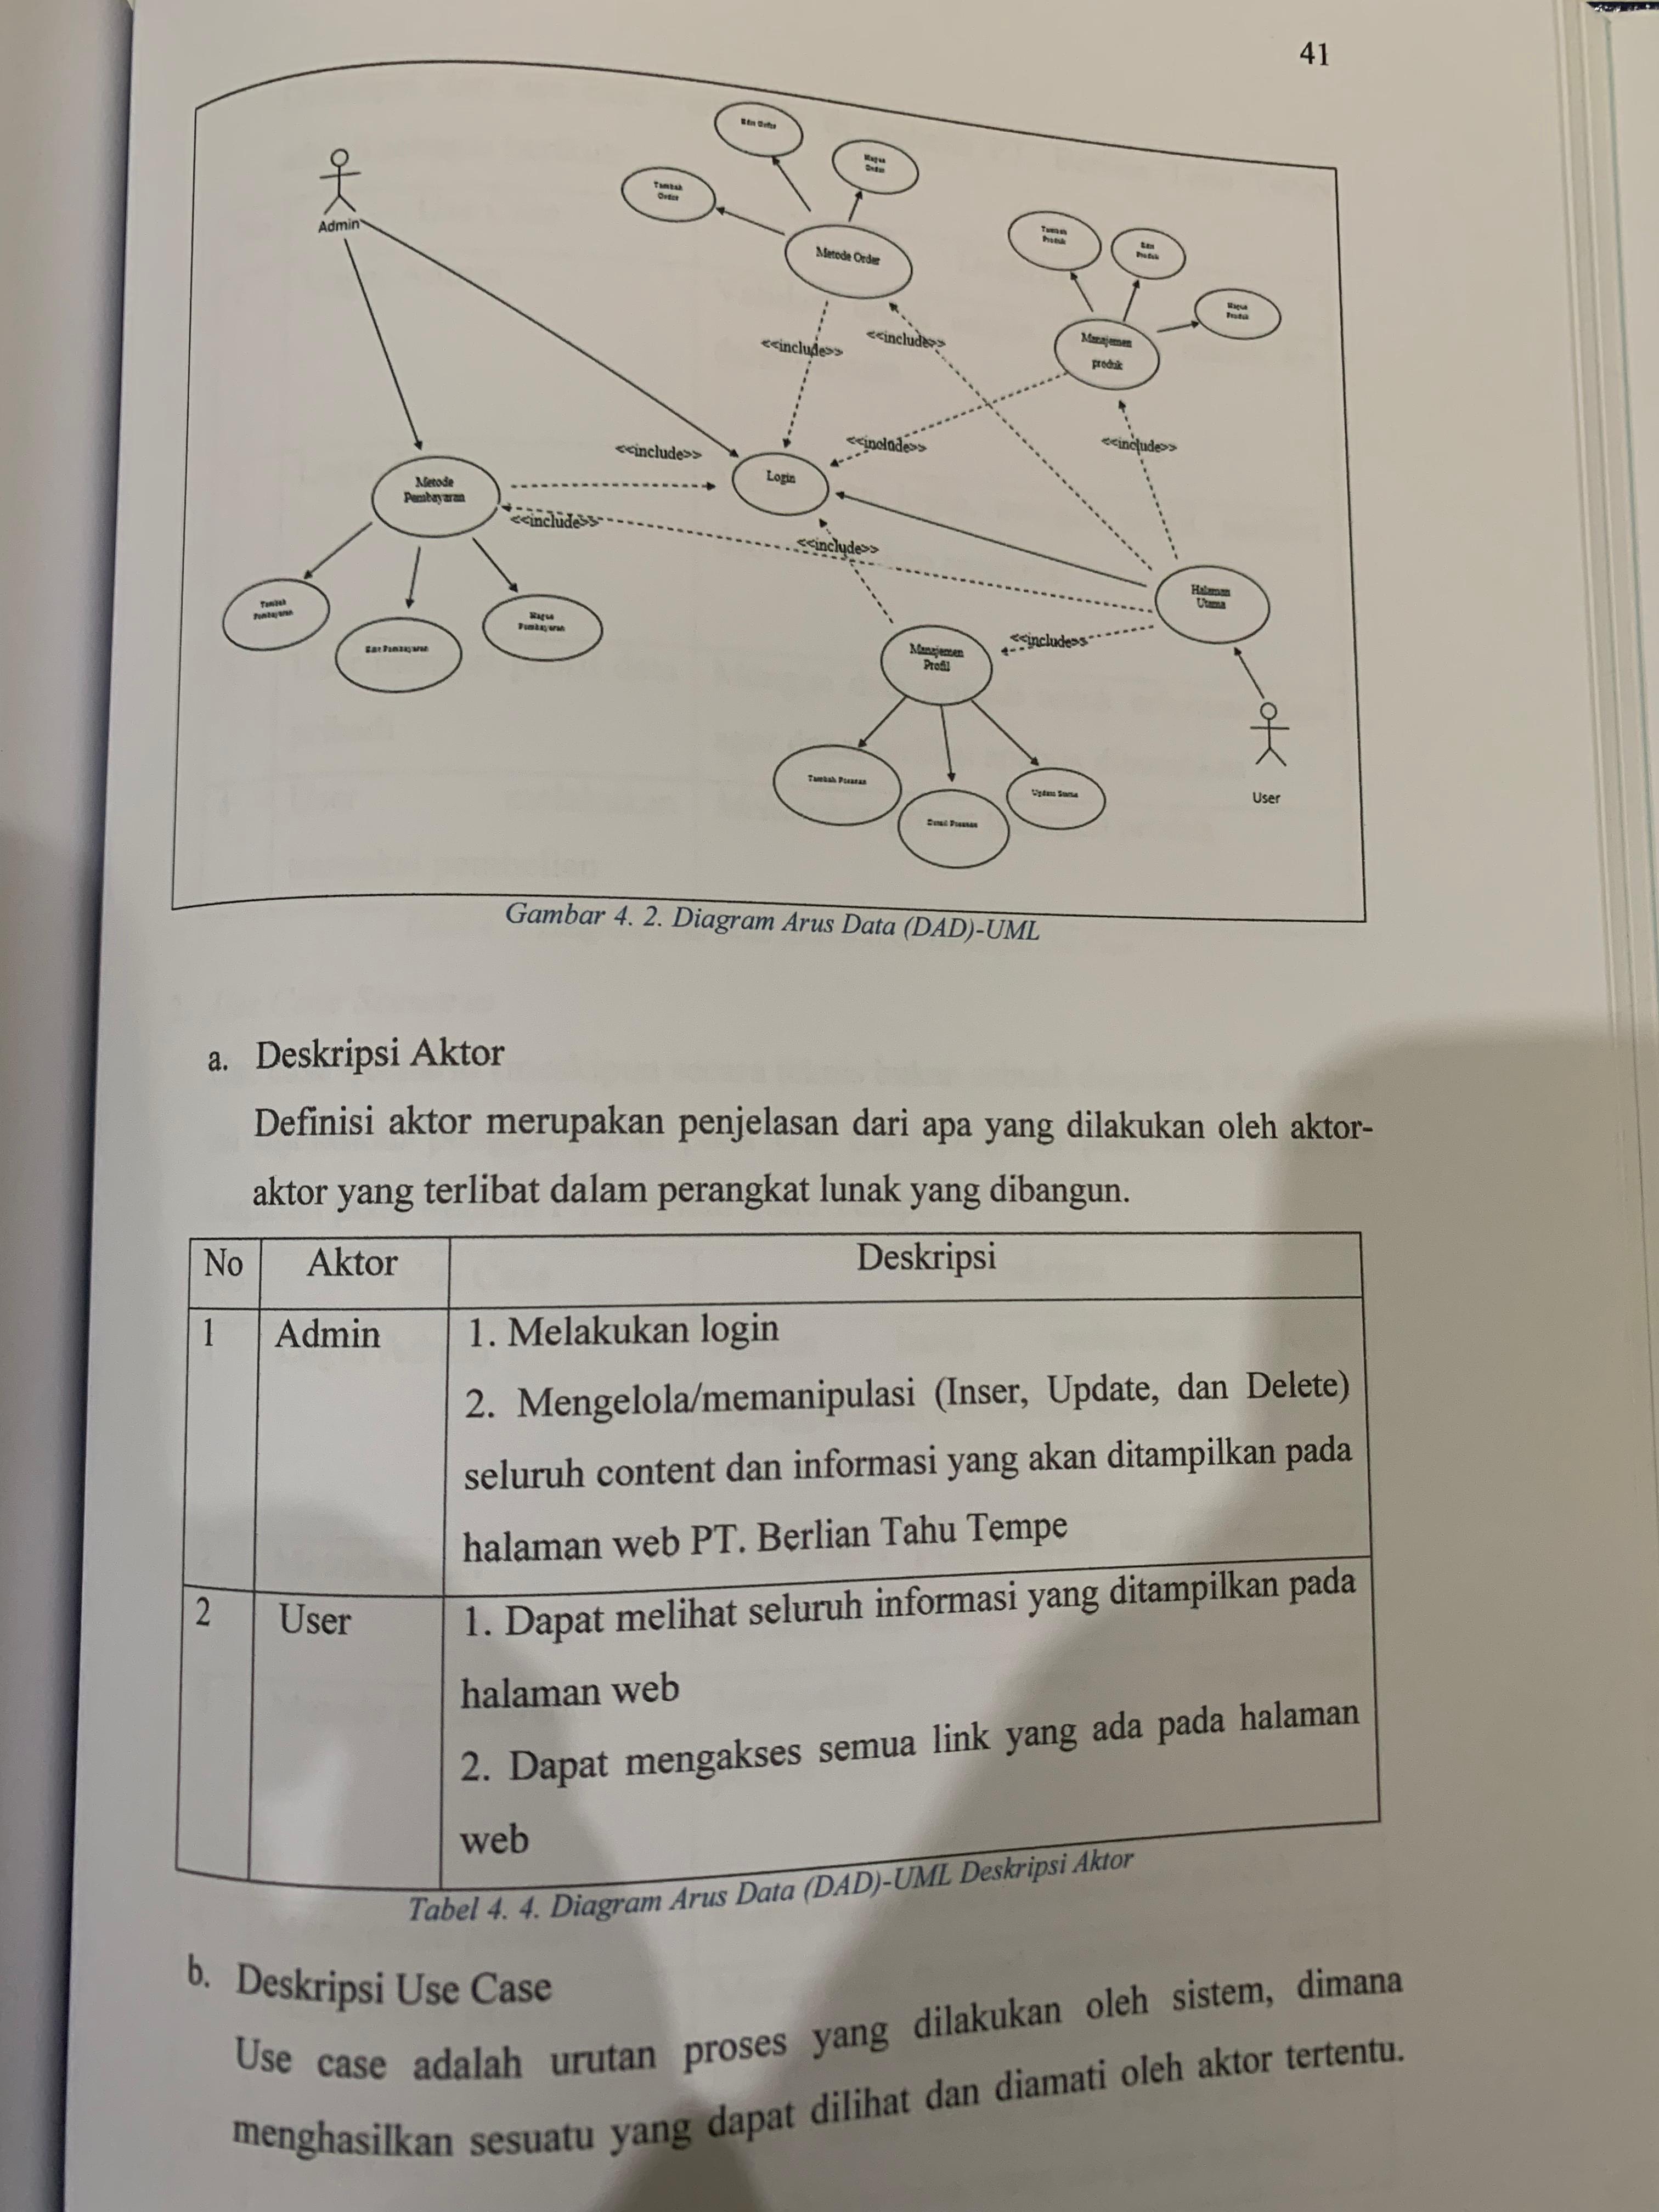 41
Edit Order
Hapus
Order
Tambah
Order
Admin
Metode Order
Tambah
Produk
Edit
Produk
Hapus
Produk
Manajemen
produk
<<include>>
<<include>>
<<include>>
<<include>>
<<include>>
Login
Metode
Pembayaran
<<include>>
<<include>>
Halaman
Utama
Tambah
Pembayaran
Hapus
Pembayaran
Edit Pembayaran
<<include>>
Manajemen
Profil
Tambah Pesanan
Update Status
Detail Pesanan
User
Gambar 4. 2. Diagram Arus Data (DAD)-UML
a. Deskripsi Aktor
Definisi aktor merupakan penjelasan dari apa yang dilakukan oleh aktor-
aktor yang terlibat dalam perangkat lunak yang dibangun.
No Aktor Deskripsi
1 Admin 1. Melakukan login
2. Mengelola/memanipulasi (Inser, Update, dan Delete)
seluruh content dan informasi yang akan ditampilkan pada
halaman web PT. Berlian Tahu Tempe
2 User 1. Dapat melihat seluruh informasi yang ditampilkan pada
halaman web
2. Dapat mengakses semua link yang ada pada halaman
web
Tabel 4. 4. Diagram Arus Data (DAD)-UML Deskripsi Aktor
b. Deskripsi Use Case
Use case adalah urutan proses yang dilakukan oleh sistem, dimana
menghasilkan sesuatu yang dapat dilihat dan diamati oleh aktor tertentu.